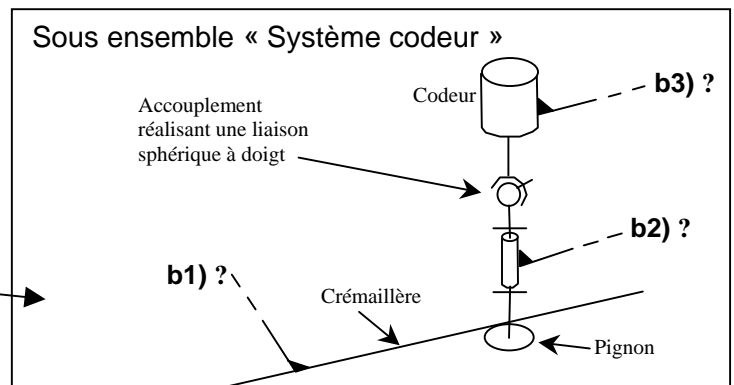 Sous ensemble « Système codeur »
Accouplement
réalisant une liaison
sphérique à doigt
Codeur
b3) ?
b2) ?
b1) ?
Crémaillère
Pignon